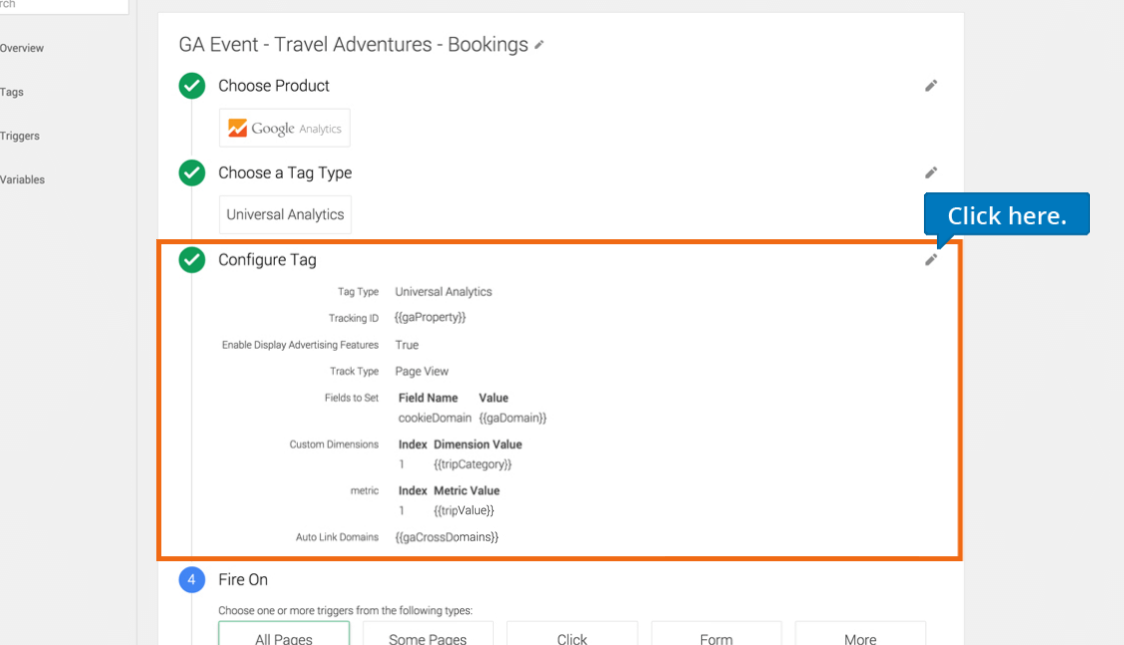 rch
Overview
Tags
Triggers
Variables
GA Event - Travel Adventures - Bookings
Choose Product
Google Analytics
Choose a Tag Type
Universal Analytics
Click here.
Configure Tag
Tag Type Universal Analytics
Tracking ID {{gaProperty}}
Enable Display Advertising Features True
Track Type Page View
Fields to Set Field Name Value
cookieDomain {{gaDomain}}
Custom Dimensions Index Dimension Value
1 {{tripCategory}}
metric Index Metric Value
1 {{tripValue}}
Auto Link Domains {{gaCrossDomains}}
4 Fire On
Choose one or more triggers from the following types:
All Pages Some Pages Click Form More